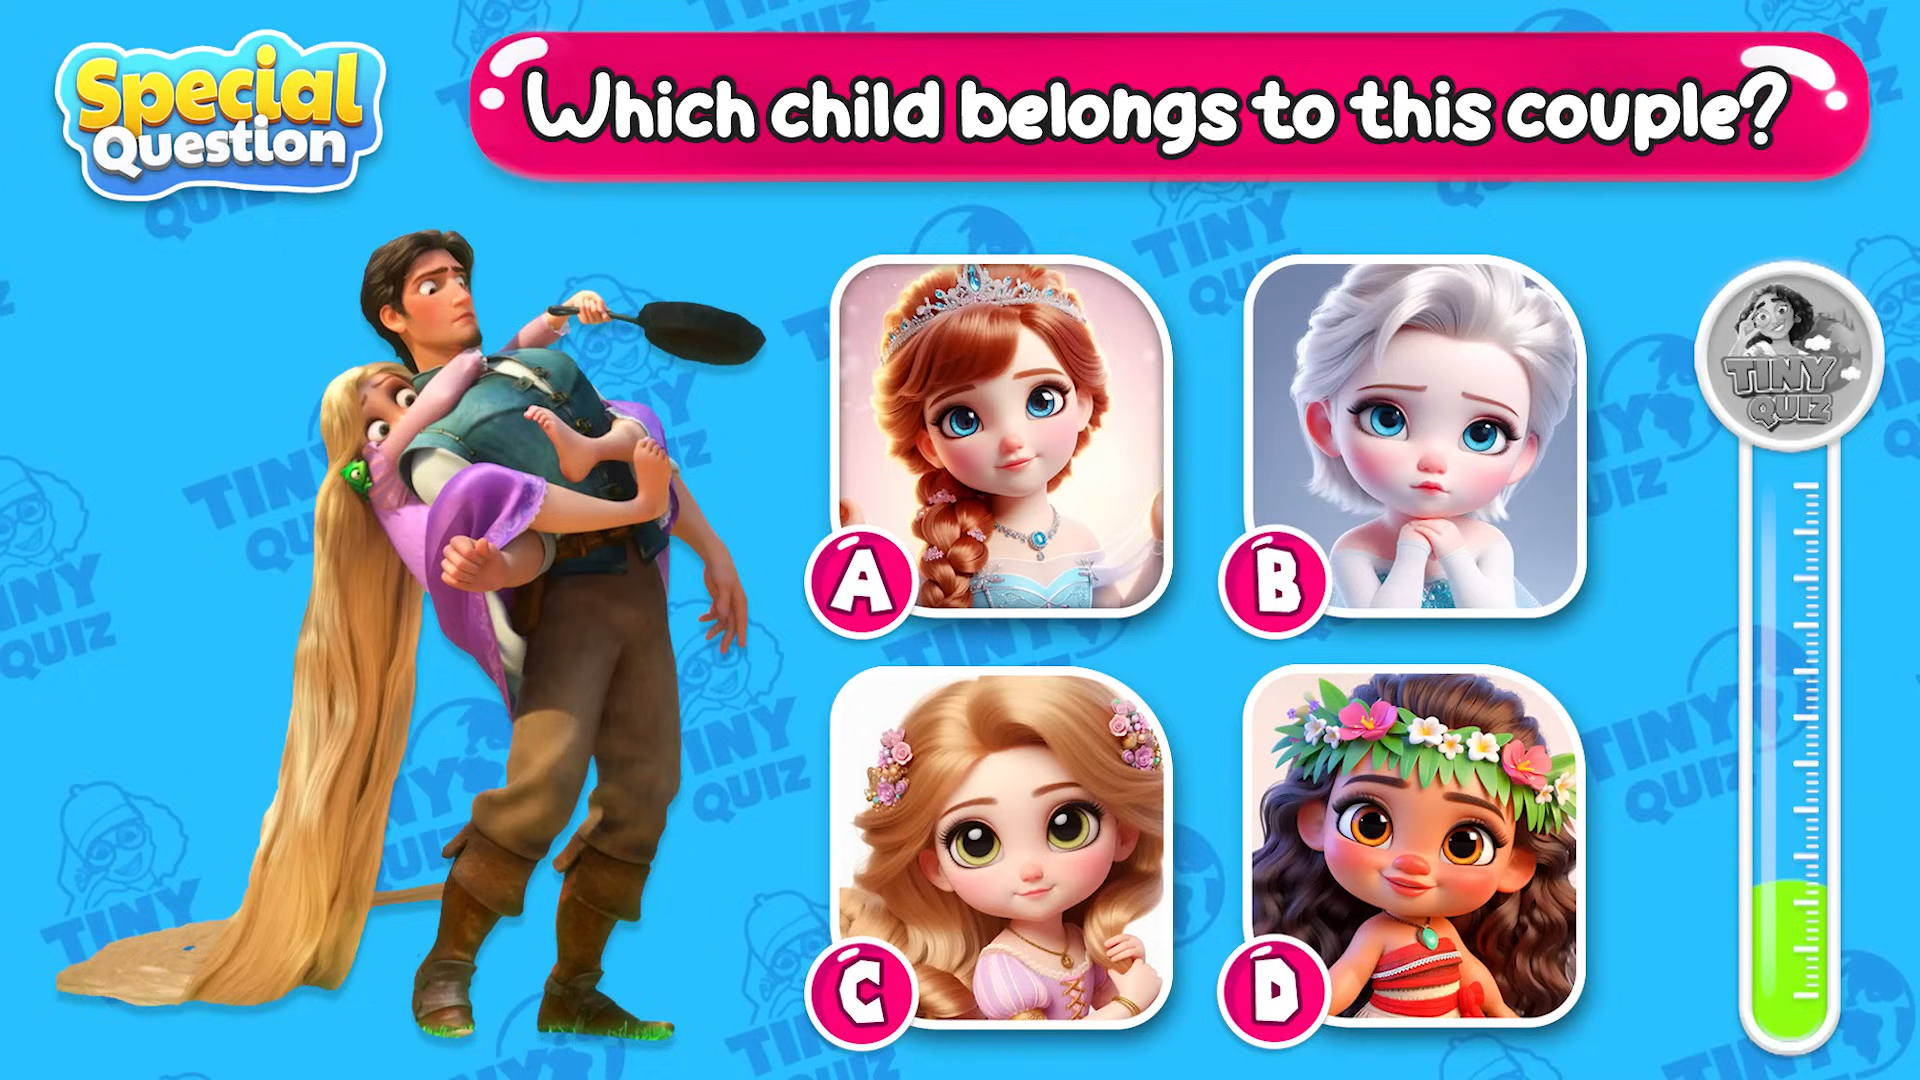 Special
Question
Which child belongs to this couple?
A
B
C
D
TINY
QUIZ